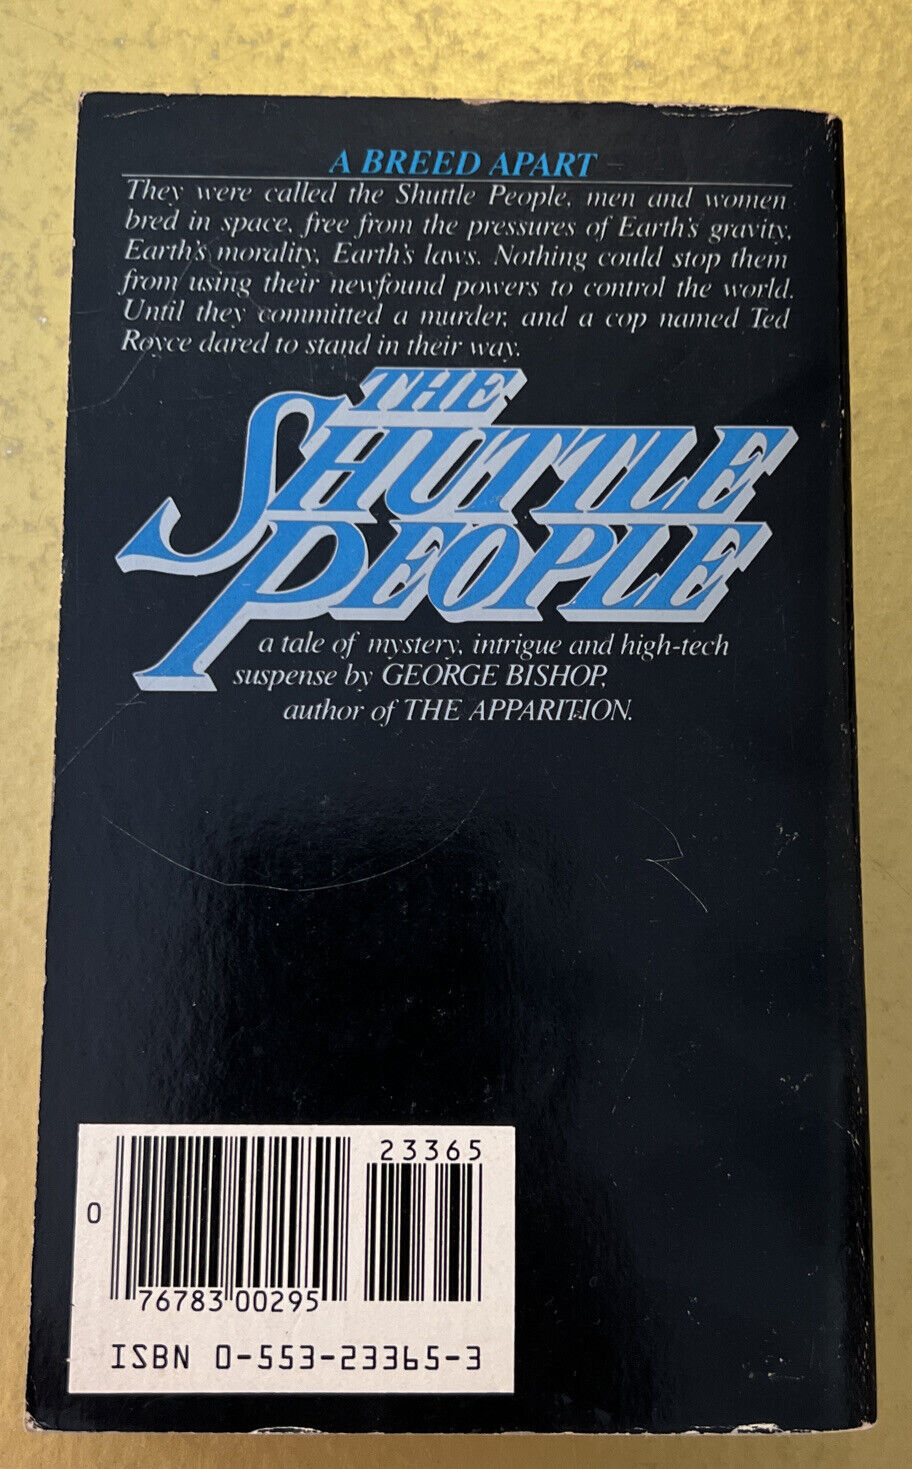 A BREED APART –
They were called the Shuttle People, men and women
bred in space, free from the pressures of Earth's gravity,
Earth's morality, Earth's laws. Nothing could stop them
from using their newfound powers to control the world.
Until they committed a murder, and a cop named Ted
Royce dared to stand in their way.
THE
SHUTTLE
PEOPLE
a tale of mystery, intrigue and high-tech
suspense by GEORGE BISHOP,
author of THE APPARITION.
23365
0
76783 00295
ISBN 0-553-23365-3